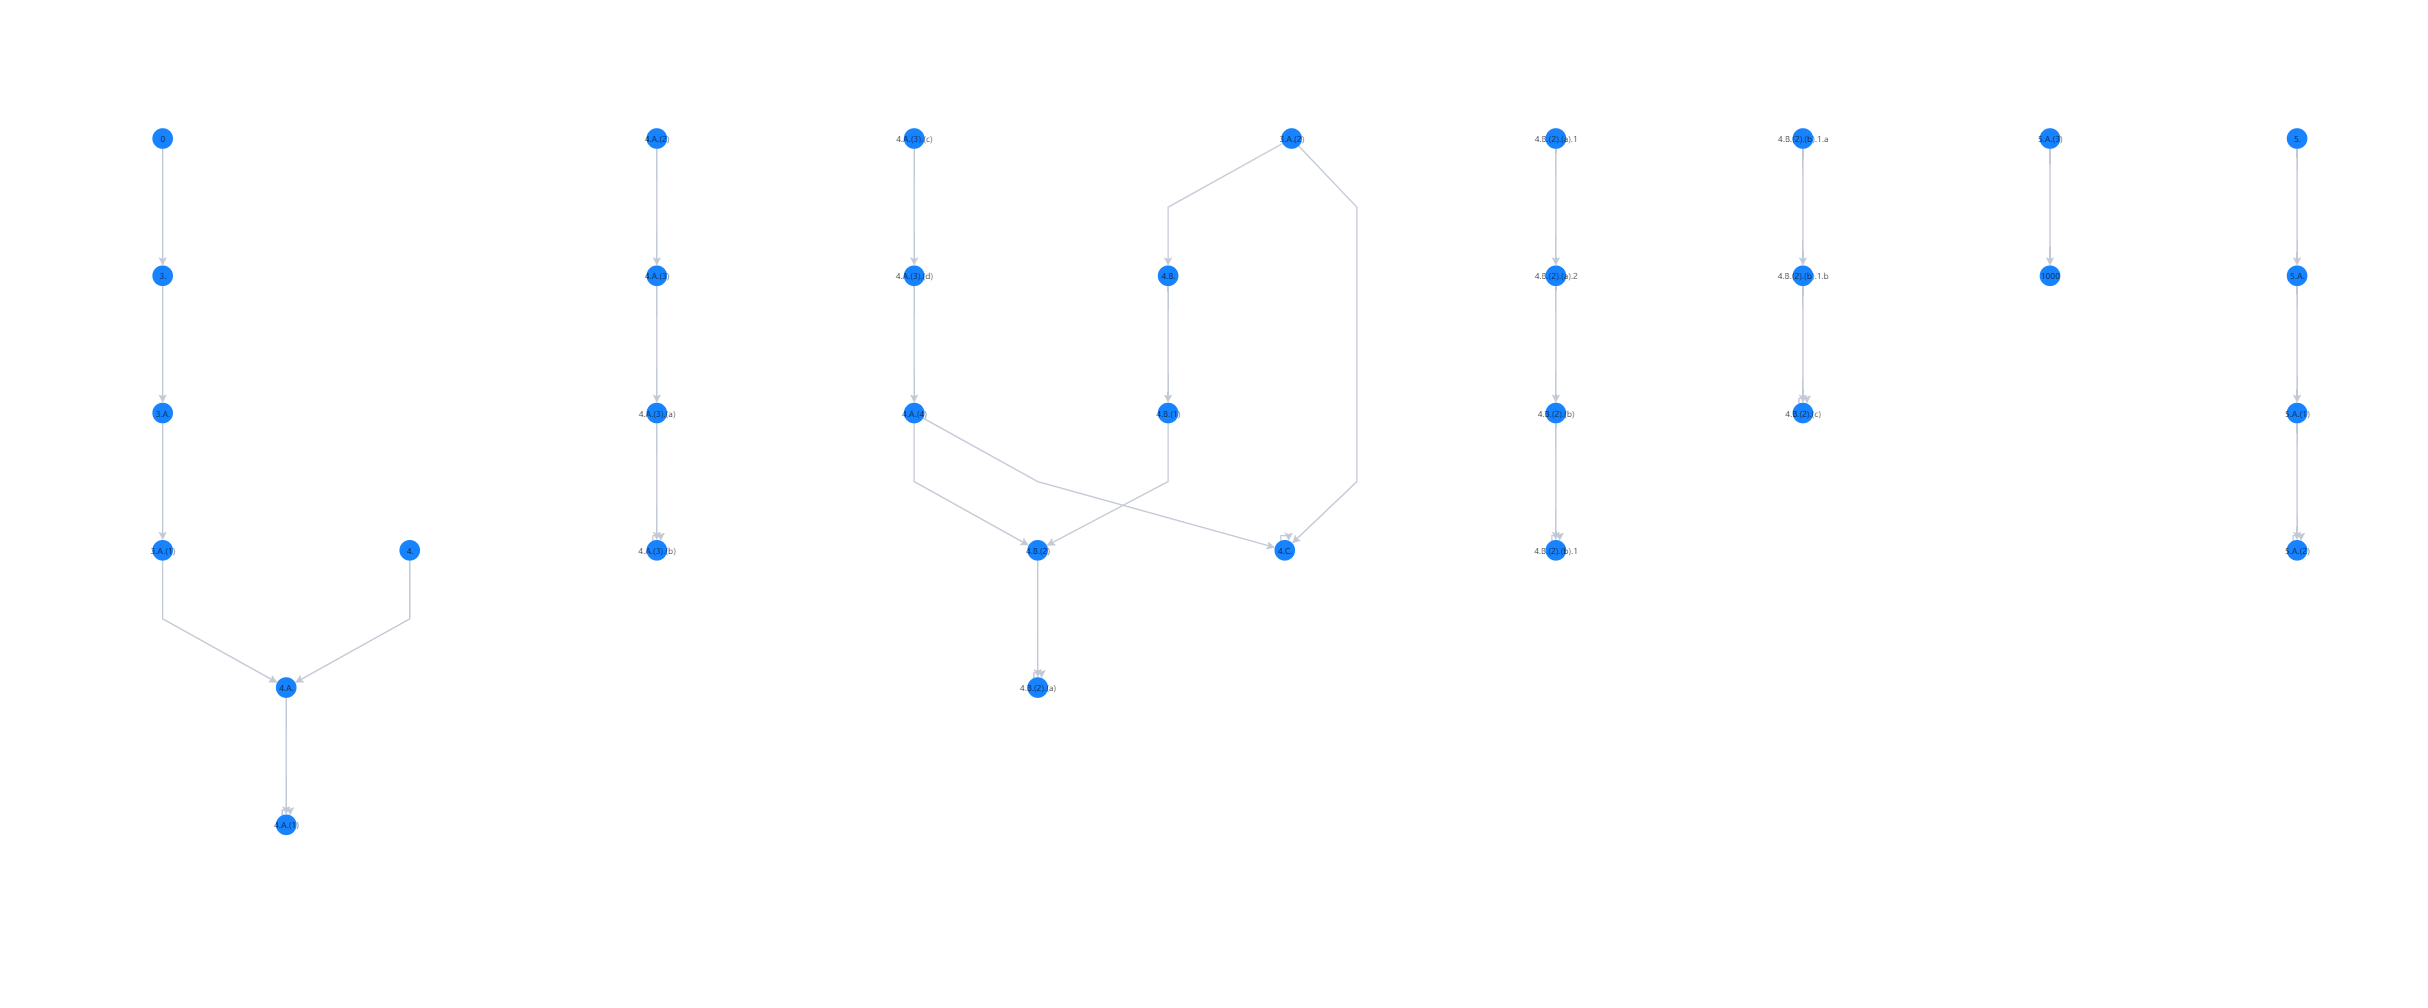 0
4.A.(2)
4.A.(3).(c)
3.A.(2)
4.B.(2).(a).1
4.B.(2).(b).1.a
5.A.(3)
5.
3.
4.A.(3)
4.A.(3).(d)
4.B.
4.B.(2).(a).2
4.B.(2).(b).1.b
1000
5.A.
3.A.
4.A.(3).(a)
4.A.(4)
4.B.(1)
4.B.(2).(b)
4.B.(2).(c)
5.A.(1)
3.A.(1)
4.
4.A.(3).(b)
4.B.(2)
4.C.
4.B.(2).(b).1
5.A.(2)
4.A.
4.B.(2).(a)
4.A.(1)